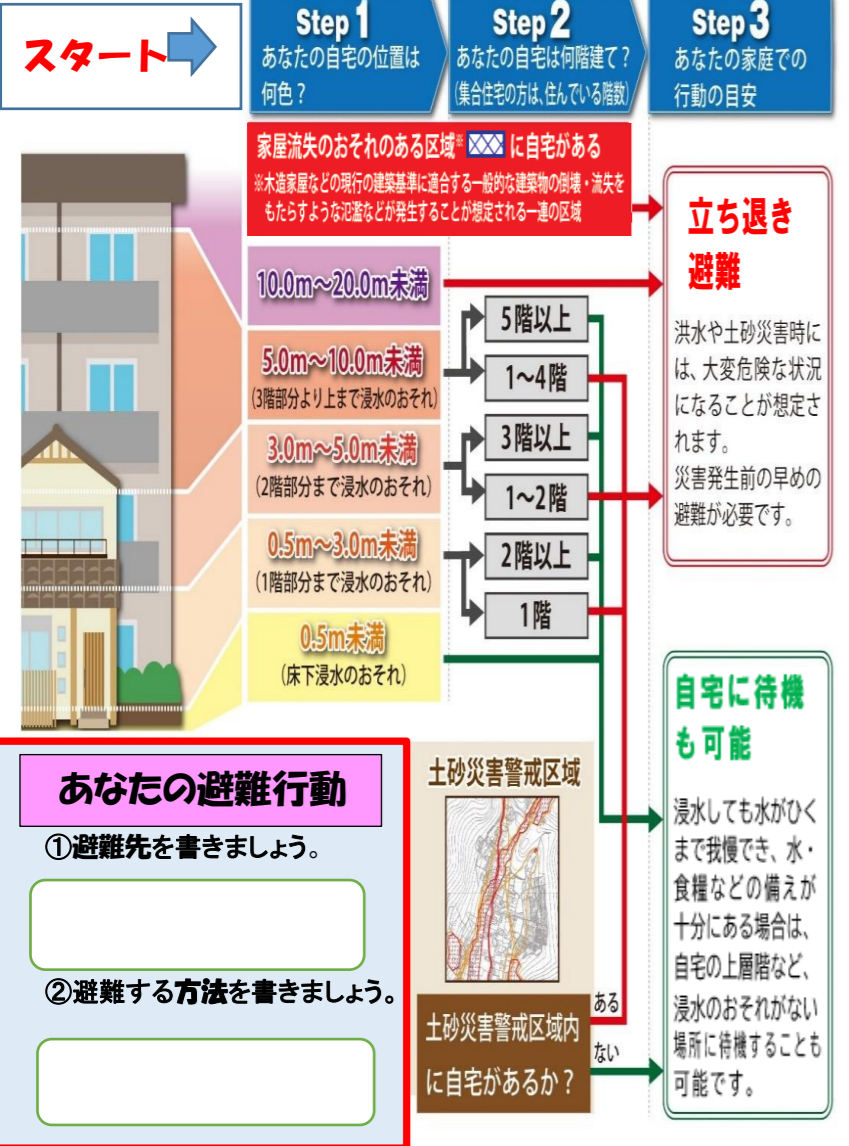 スタート
Step 1
あなたの自宅の位置は
何色？
Step 2
あなたの自宅は何階建て？
(集合住宅の方は、住んでいる階数)
Step 3
あなたの家庭での
行動の目安
家屋流失のおそれのある区域※ に自宅がある
※木造家屋などの現行の建築基準に適合する一般的な建築物の倒壊・流失を
もたらすような氾濫などが発生することが想定される一連の区域
10.0m～20.0m未満
5.0m～10.0m未満
(3階部分より上まで浸水のおそれ)
3.0m～5.0m未満
(2階部分まで浸水のおそれ)
0.5m～3.0m未満
(1階部分まで浸水のおそれ)
0.5m未満
(床下浸水のおそれ)
5階以上
1～4階
3階以上
1～2階
2階以上
1階
立ち退き
避難
洪水や土砂災害時に
は、大変危険な状況
になることが想定さ
れます。
災害発生前の早めの
避難が必要です。
自宅に待機
も可能
浸水しても水がひく
まで我慢でき、水・
食糧などの備えが
十分にある場合は、
自宅の上層階など、
浸水のおそれがない
場所に待機することも
可能です。
土砂災害警戒区域
土砂災害警戒区域内
に自宅があるか？
ある
ない
あなたの避難行動
①避難先を書きましょう。
②避難する方法を書きましょう。